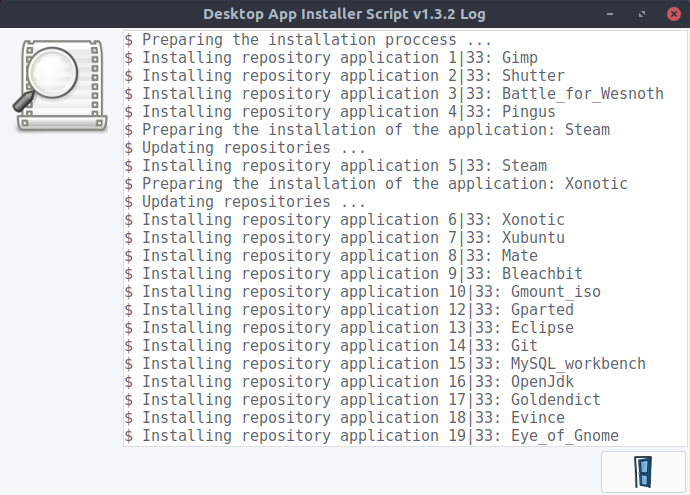 Desktop App Installer Script v1.3.2 Log
$ Preparing the installation proccess ...
$ Installing repository application 1|33: Gimp
$ Installing repository application 2|33: Shutter
$ Installing repository application 3|33: Battle_for_Wesnoth
$ Installing repository application 4|33: Pingus
$ Preparing the installation of the application: Steam
$ Updating repositories ...
$ Installing repository application 5|33: Steam
$ Preparing the installation of the application: Xonotic
$ Updating repositories ...
$ Installing repository application 6|33: Xonotic
$ Installing repository application 7|33: Xubuntu
$ Installing repository application 8|33: Mate
$ Installing repository application 9|33: Bleachbit
$ Installing repository application 10|33: Gmount_iso
$ Installing repository application 12|33: Gparted
$ Installing repository application 13|33: Eclipse
$ Installing repository application 14|33: Git
$ Installing repository application 15|33: MySQL_workbench
$ Installing repository application 16|33: OpenJdk
$ Installing repository application 17|33: Goldendict
$ Installing repository application 18|33: Evince
$ Installing repository application 19|33: Eye_of_Gnome